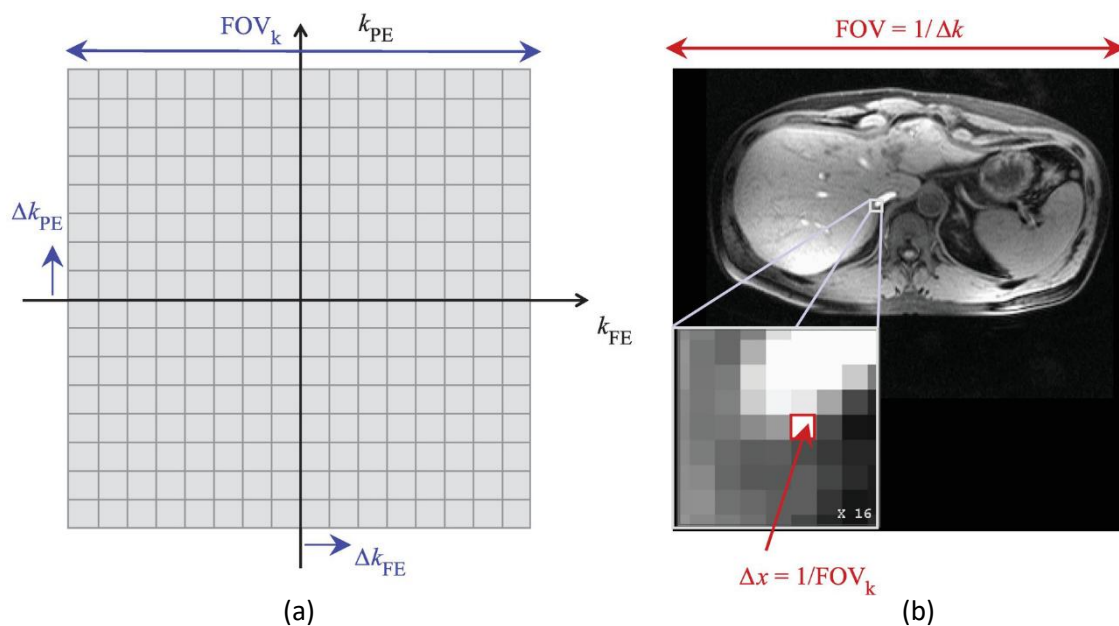 FOV_k
k_PE
Δk_PE
k_FE
Δk_FE
(a)
FOV = 1/Δk
X 16
Δx = 1/FOV_k
(b)